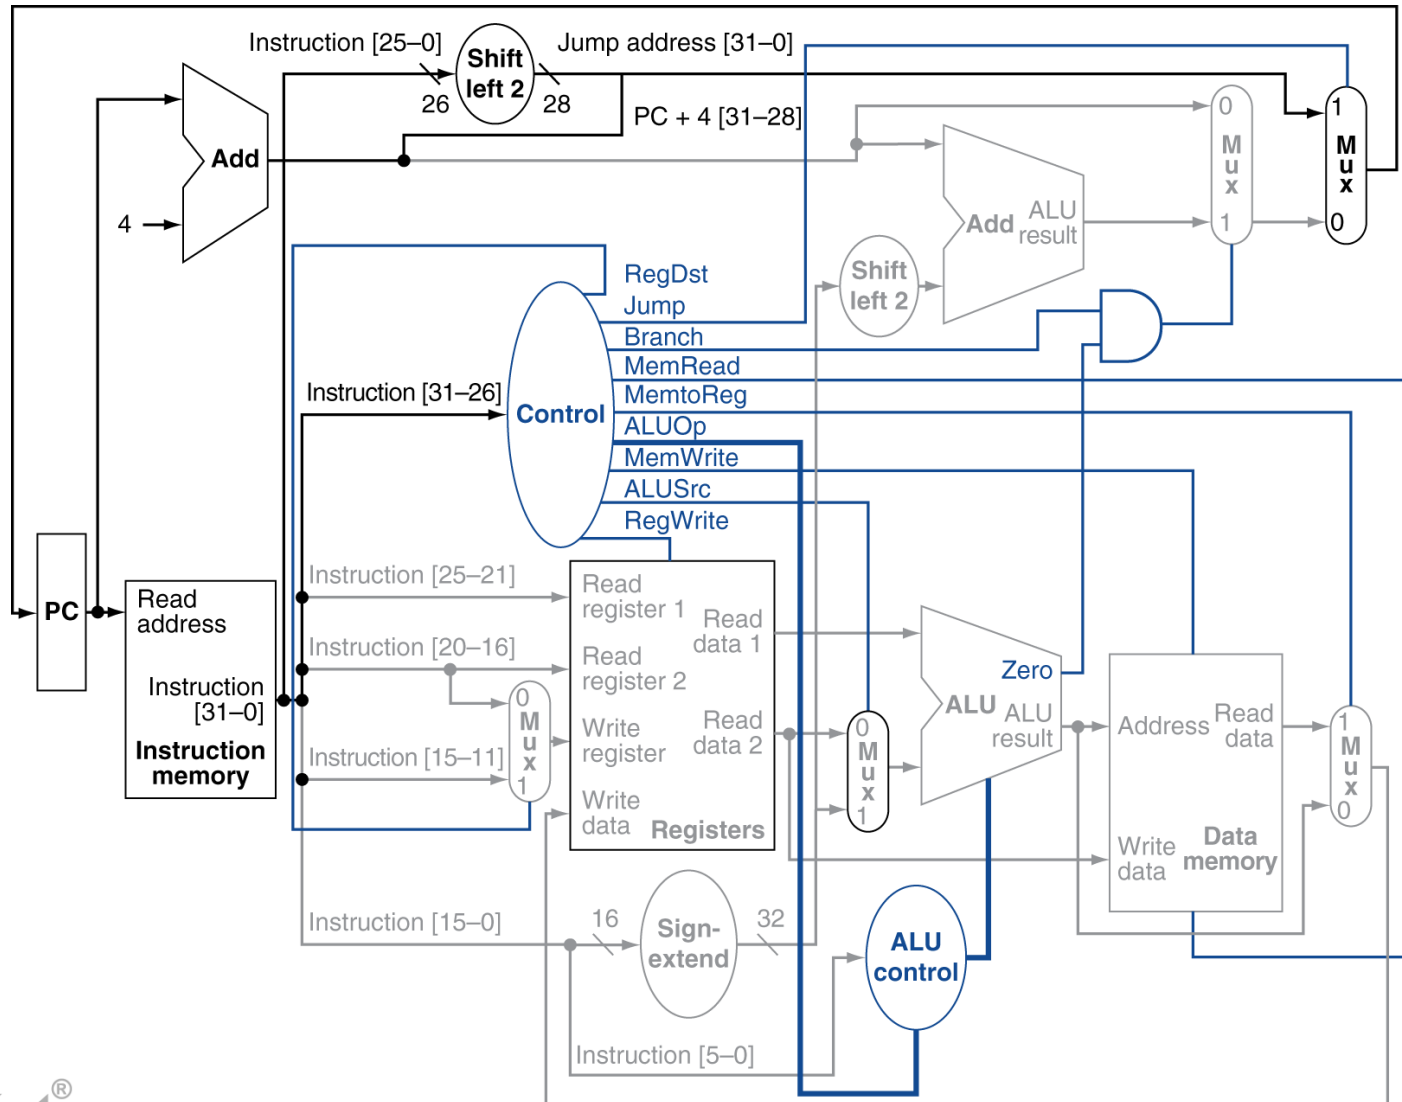 Instruction [25–0]
Shift
left 2
Jump address [31–0]
26
28
PC + 4 [31–28]
Add
4
0
M
u
x
1
1
M
u
x
0
Add
ALU
result
Shift
left 2
RegDst
Jump
Branch
MemRead
MemtoReg
ALUOp
MemWrite
ALUSrc
RegWrite
Instruction [31–26]
Control
PC
Read
address
Instruction
[31–0]
Instruction
memory
Instruction [25–21]
Instruction [20–16]
Instruction [15–11]
0
M
u
x
1
Read
register 1
Read
register 2
Write
register
Write
data
Read
data 1
Read
data 2
Registers
0
M
u
x
1
Zero
ALU
ALU
result
Address
Read
data
Write
data
Data
memory
1
M
u
x
0
Instruction [15–0]
16
Sign-
extend
32
ALU
control
Instruction [5–0]
®